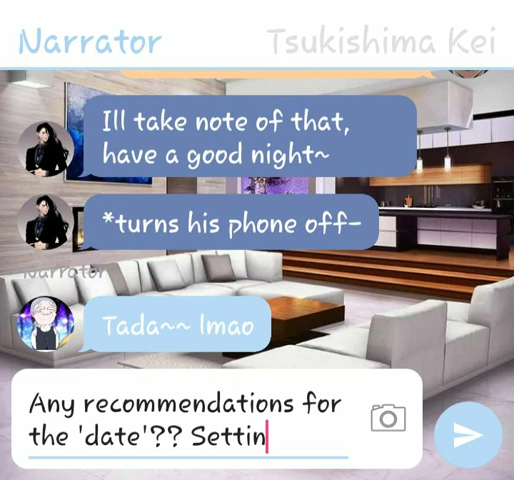 Narrator
Tsukishima Kei
Ill take note of that,
have a good night~
*turns his phone off-
Narrator
Tada~~ lmao
Any recommendations for
the 'date'?? Settin